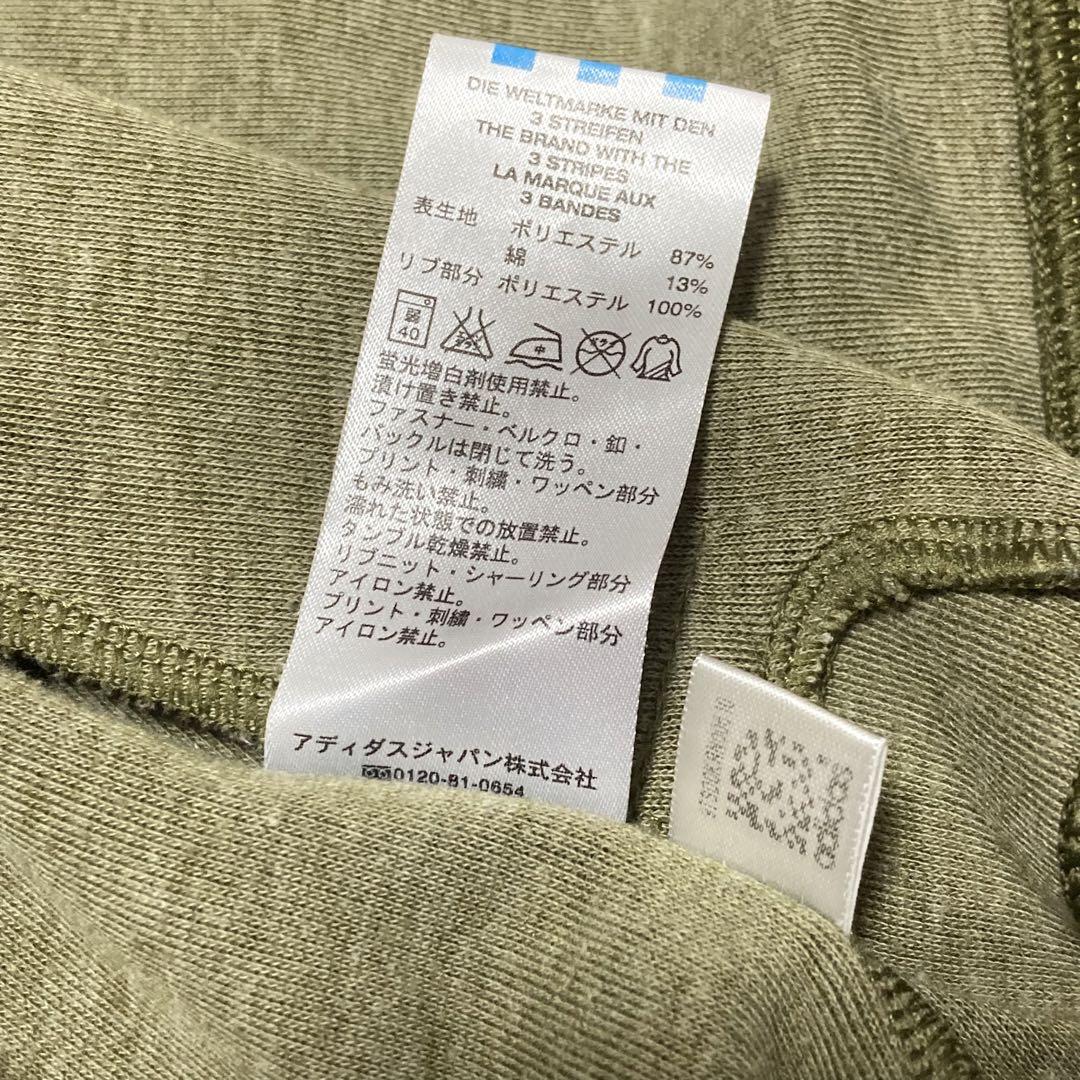 DIE WELTMARKE MIT DEN
3 STREIFEN
THE BRAND WITH THE
3 STRIPES
LA MARQUE AUX
3 BANDES
表生地 ポリエステル 87%
綿 13%
リブ部分 ポリエステル 100%
弱
40
中
蛍光増白剤使用禁止。
漬け置き禁止。
ファスナー・ベルクロ・釦・
バックルは閉じて洗う。
プリント・刺繍・ワッペン部分
もみ洗い禁止。
濡れた状態での放置禁止。
タンブル乾燥禁止。
リブニット・シャーリング部分
アイロン禁止。
プリント・刺繍・ワッペン部分
アイロン禁止。
アディダスジャパン株式会社
0120-81-0654